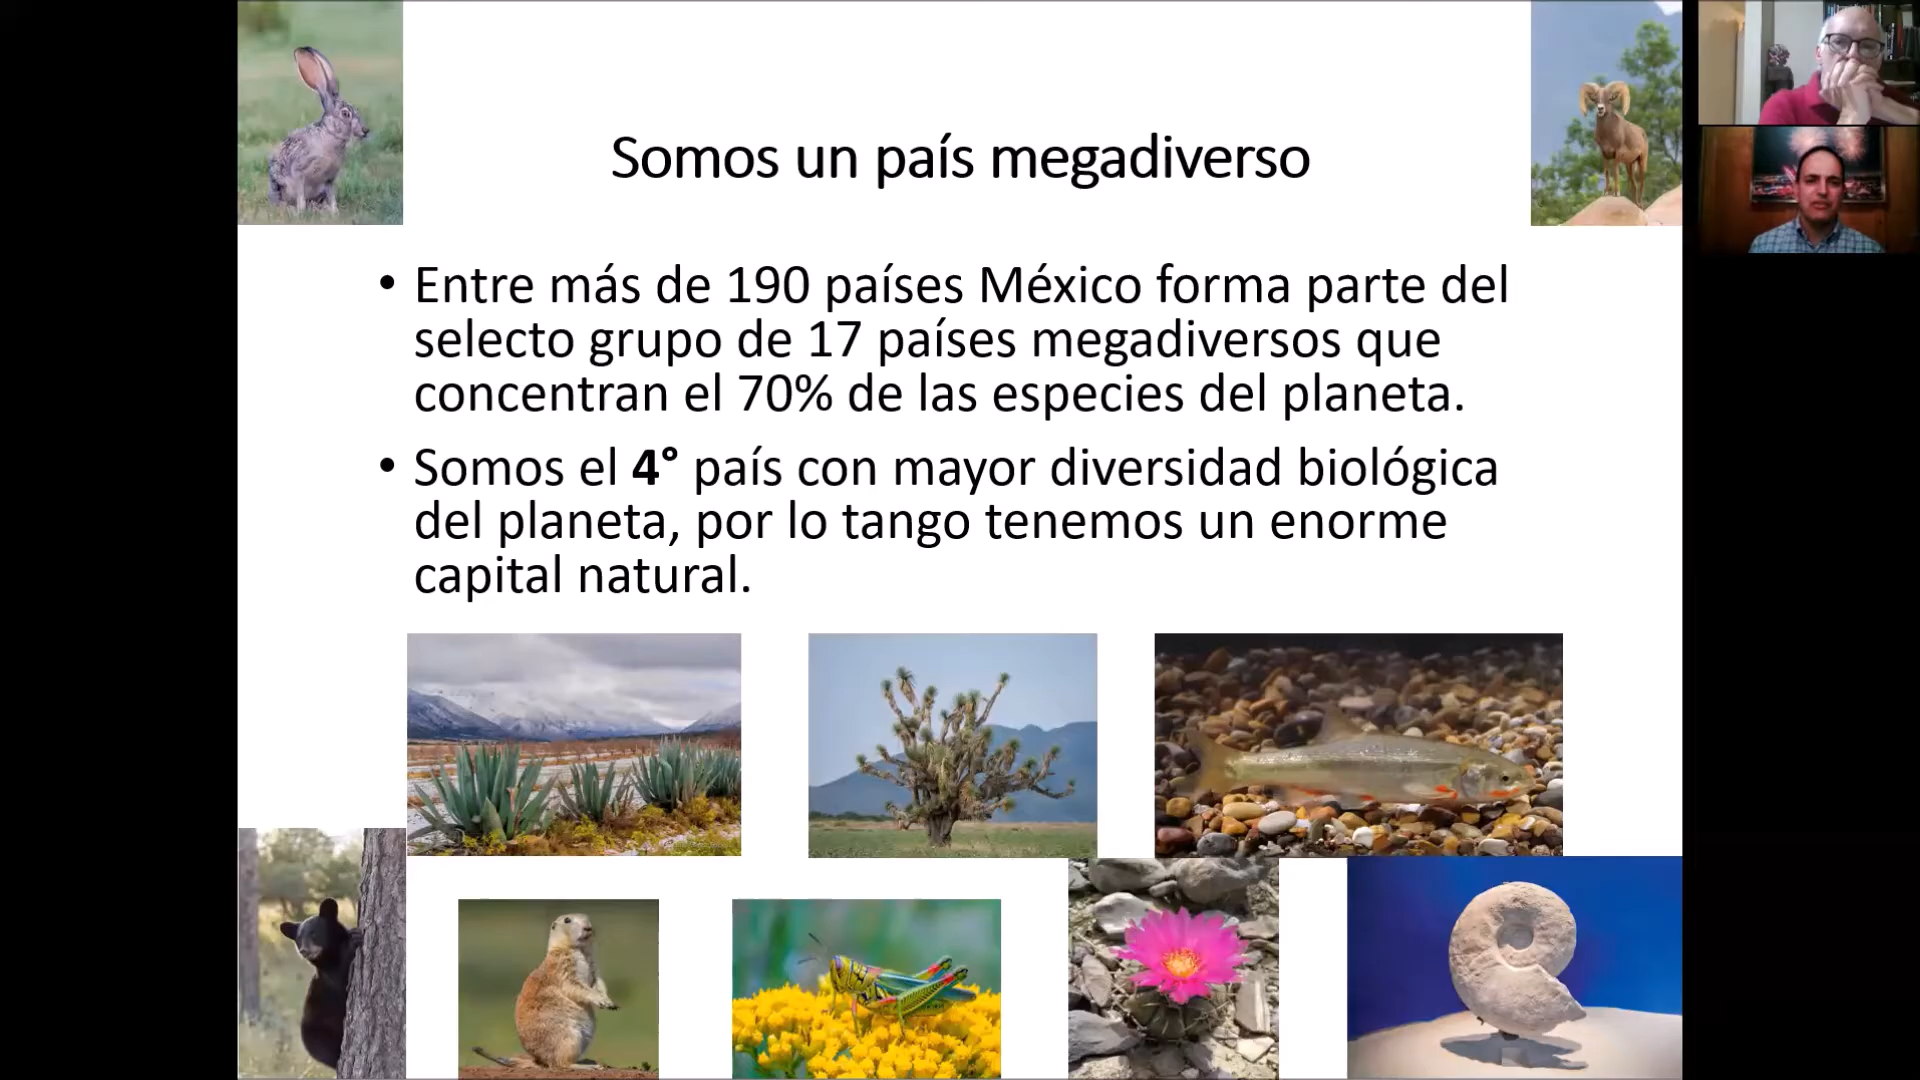 Somos un país megadiverso
• Entre más de 190 países México forma parte del
selecto grupo de 17 países megadiversos que
concentran el 70% de las especies del planeta.
• Somos el 4° país con mayor diversidad biológica
del planeta, por lo tango tenemos un enorme
capital natural.